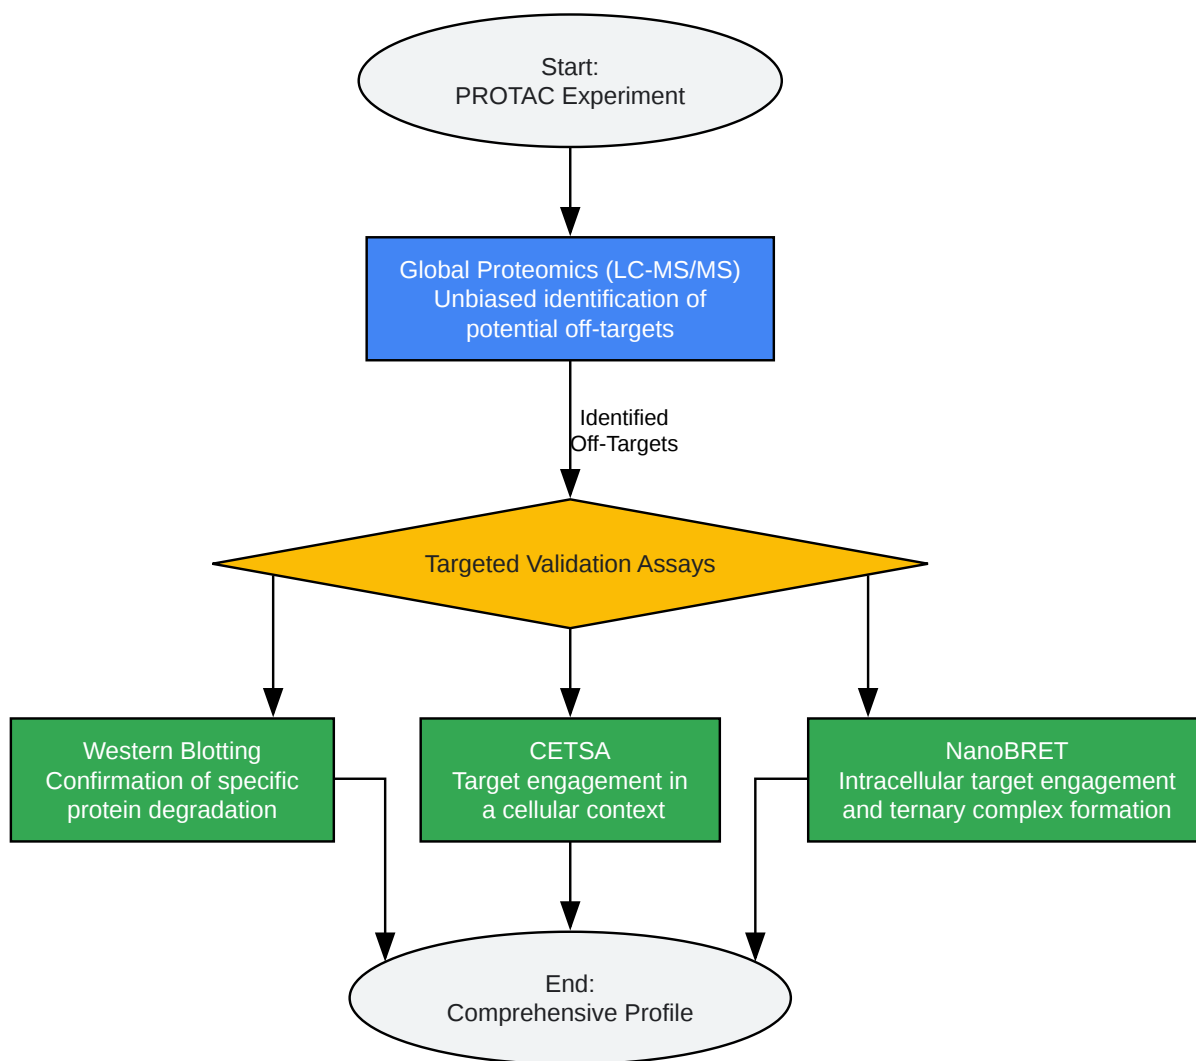 Start:
PROTAC Experiment
Global Proteomics (LC-MS/MS)
Unbiased identification of
potential off-targets
Identified
Off-Targets
Targeted Validation Assays
Western Blotting
Confirmation of specific
protein degradation
CETSA
Target engagement in
a cellular context
NanoBRET
Intracellular target engagement
and ternary complex formation
End:
Comprehensive Profile